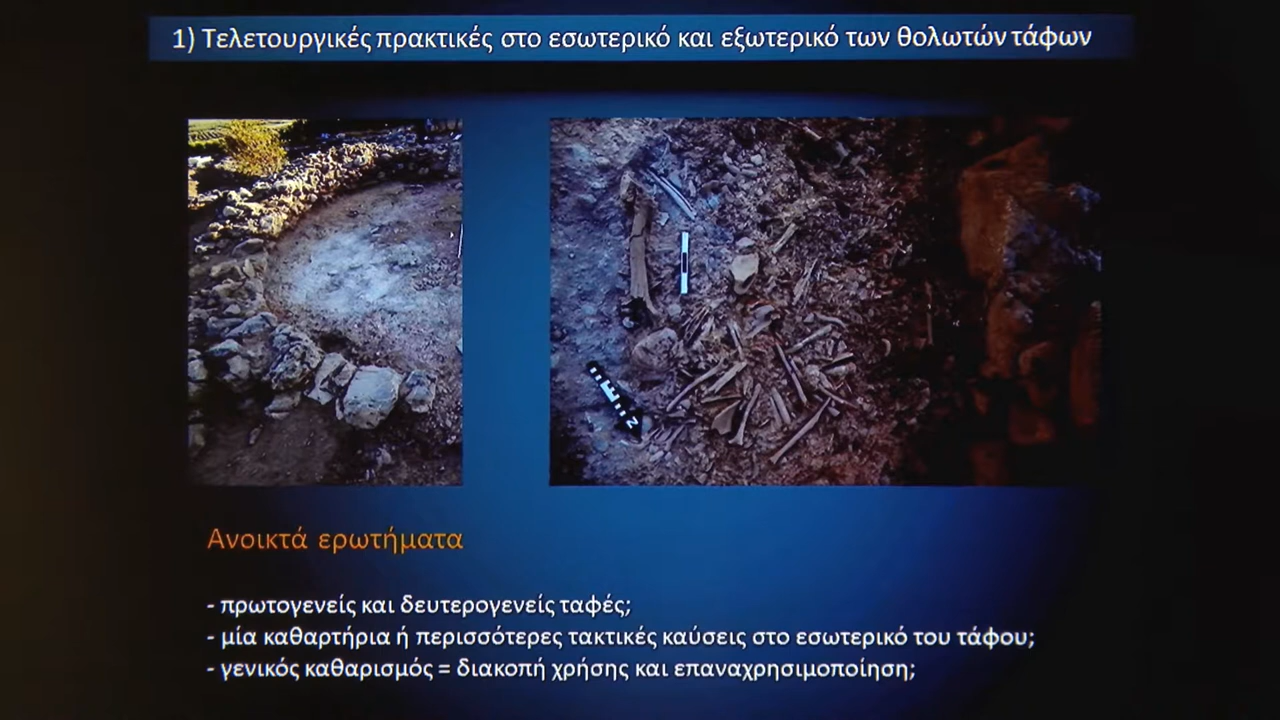 1) Τελετουργικές πρακτικές στο εσωτερικό και εξωτερικό των θολωτών τάφων
Ανοικτά ερωτήματα
- πρωτογενείς και δευτερογενείς ταφές;
- μία καθαρτήρια ή περισσότερες τακτικές καύσεις στο εσωτερικό του τάφου;
- γενικός καθαρισμός = διακοπή χρήσης και επαναχρησιμοποίηση;